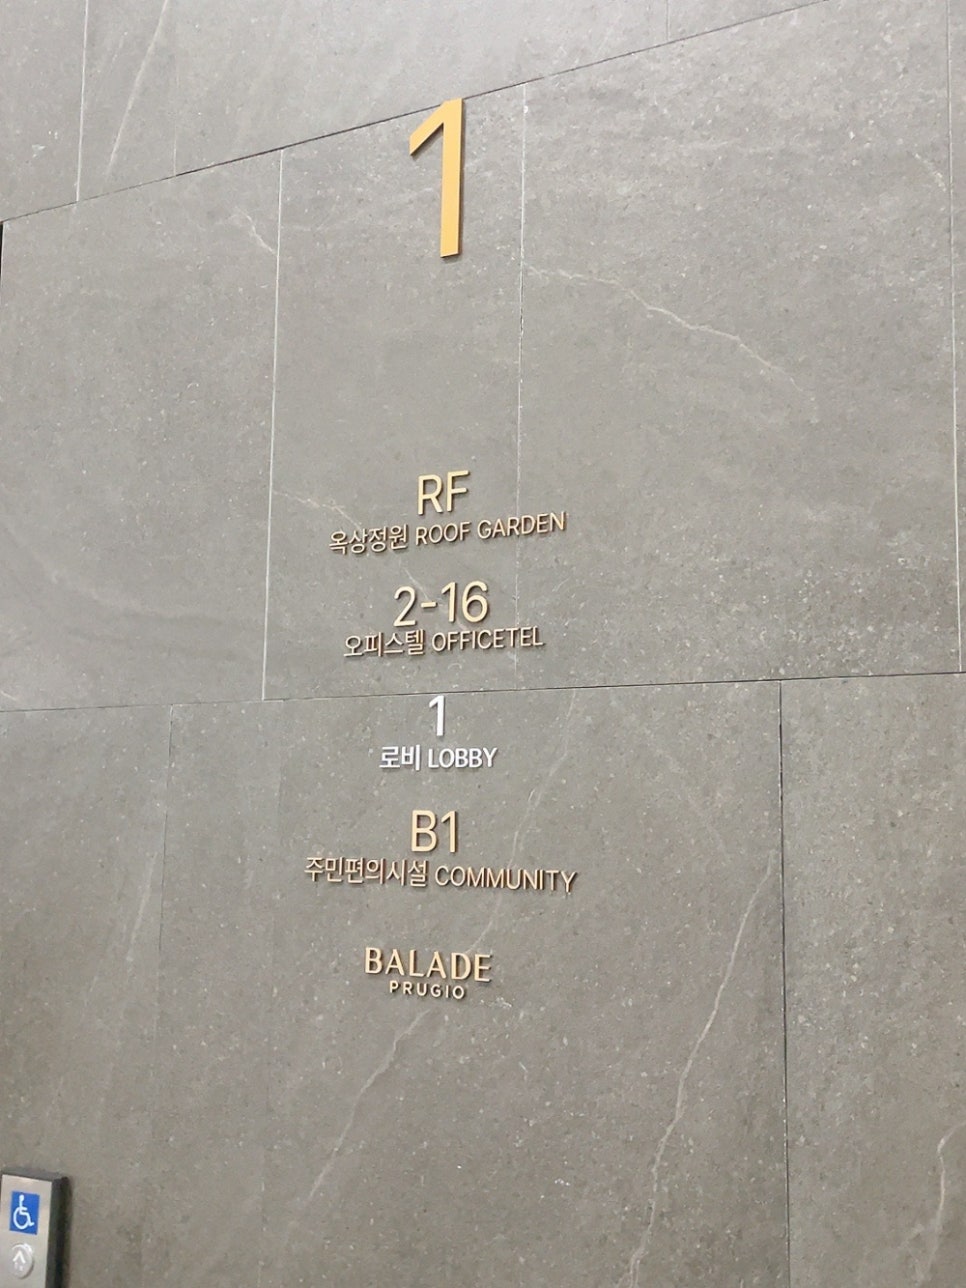 1
RF
옥상정원 ROOF GARDEN
2-16
오피스텔 OFFICETEL
1
로비 LOBBY
B1
주민편의시설 COMMUNITY
BALADE
PRUGIO